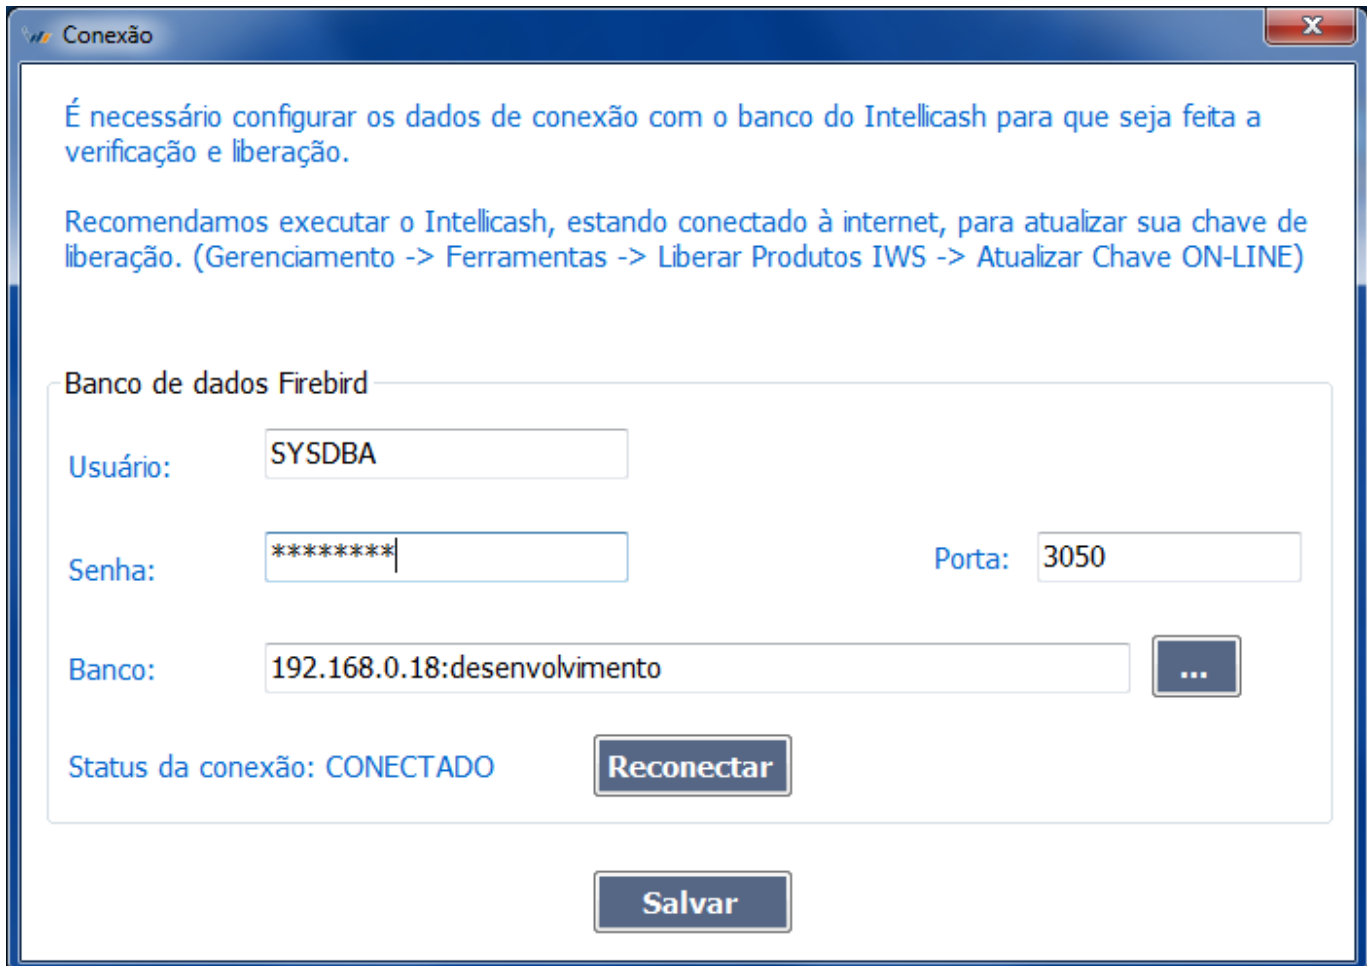 Conexão
É necessário configurar os dados de conexão com o banco do Intellicash para que seja feita a
verificação e liberação.
Recomendamos executar o Intellicash, estando conectado à internet, para atualizar sua chave de
liberação. (Gerenciamento -> Ferramentas -> Liberar Produtos IWS -> Atualizar Chave ON-LINE)
Banco de dados Firebird
Usuário: SYSDBA
Senha: ******** Porta: 3050
Banco: 192.168.0.18:desenvolvimento ...
Status da conexão: CONECTADO Reconectar
Salvar